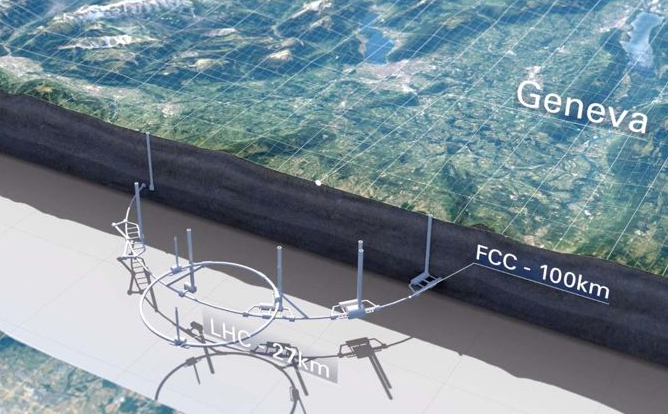 Geneva
FCC - 100km
LHC - 27km